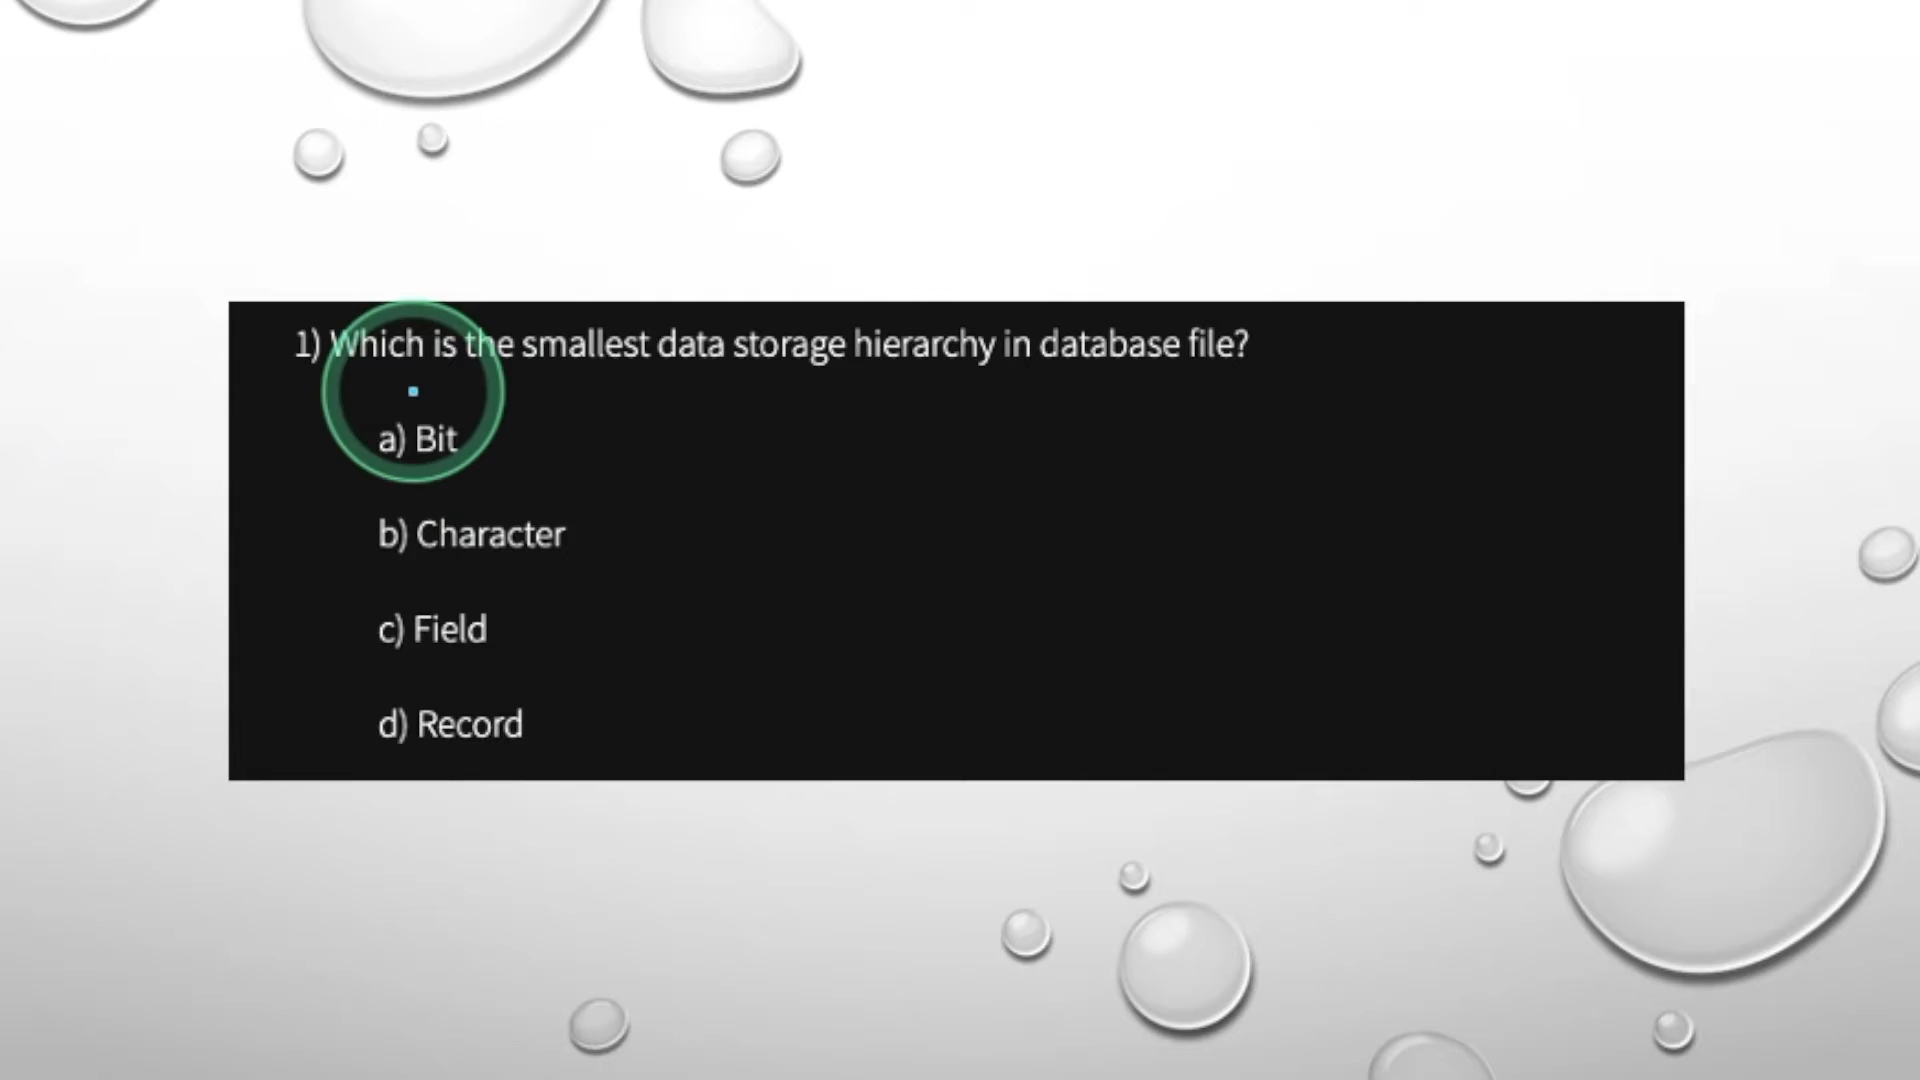 1) Which is the smallest data storage hierarchy in database file?
a) Bit
b) Character
c) Field
d) Record